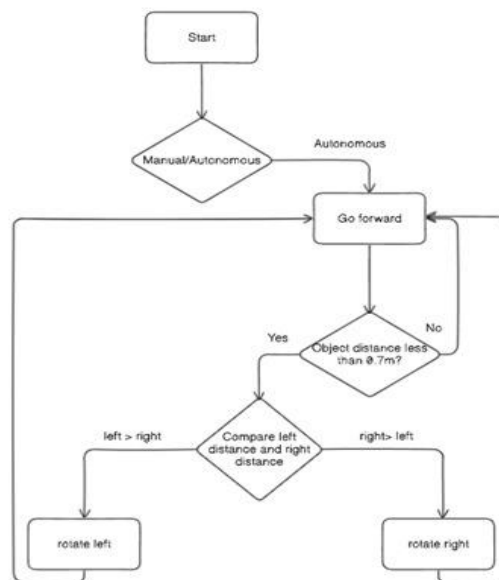 Start
Manual/Autonomous
Autonomous
Go forward
Object distance less
than 0.7m?
Yes
No
Compare left
distance and right
distance
left > right
right> left
rotate left
rotate right